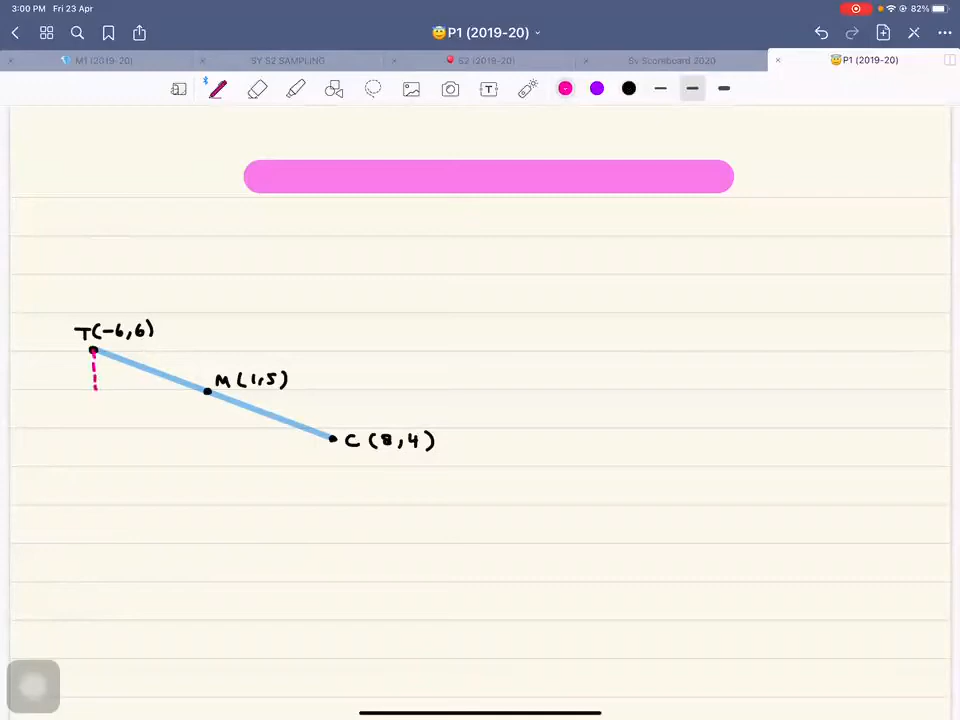 3:00 PM Fri 23 Apr
82%
😇P1 (2019-20)
💎 M1 (2019-20)
SY S2 SAMPLING
🎈S2 (2019-20)
Sv Scoreboard 2020
😇P1 (2019-20)
T
T(-6,6)
M(1,5)
C(8,4)